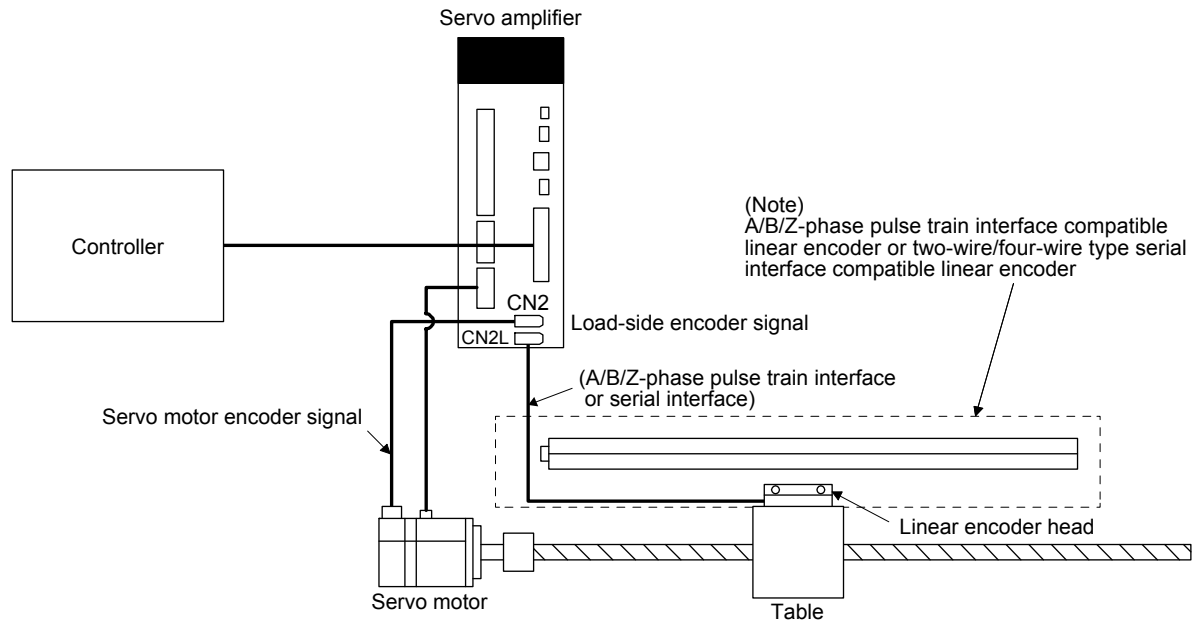 Servo amplifier
Controller
(Note)
A/B/Z-phase pulse train interface compatible
linear encoder or two-wire/four-wire type serial
interface compatible linear encoder
CN2
Load-side encoder signal
CN2L
(A/B/Z-phase pulse train interface
or serial interface)
Servo motor encoder signal
Linear encoder head
Servo motor
Table